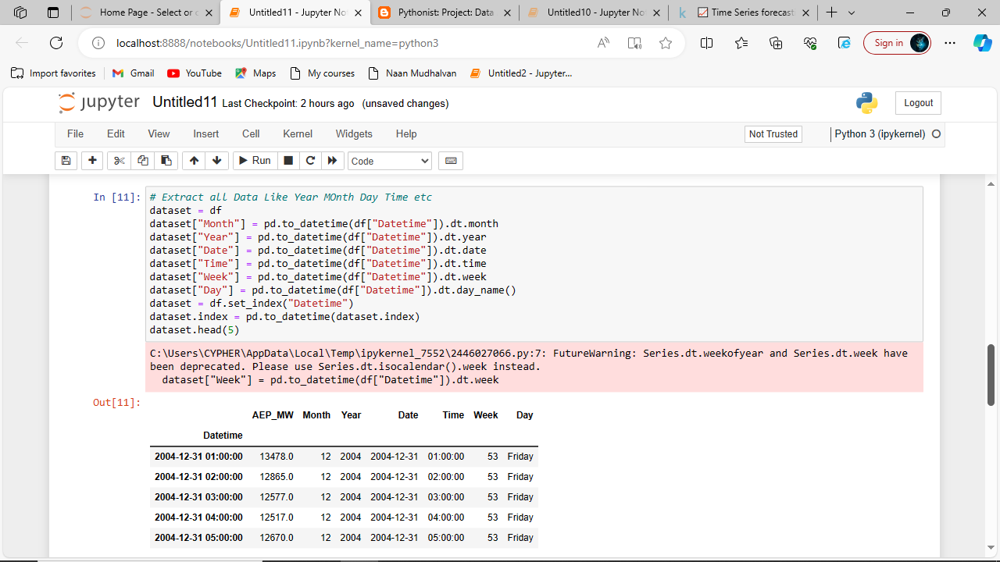 Home Page - Select or c
Untitled11 - Jupyter No
Pythonist: Project: Data
Untitled10 - Jupyter No
Time Series forecast
localhost:8888/notebooks/Untitled11.ipynb?kernel_name=python3
Sign in
Import favorites
Gmail
YouTube
Maps
My courses
Naan Mudhalvan
Untitled2 - Jupyter...
jupyter Untitled11 Last Checkpoint: 2 hours ago (unsaved changes)
Logout
File Edit View Insert Cell Kernel Widgets Help
Not Trusted
Python 3 (ipykernel)
Run
Code
In [11]: # Extract all Data Like Year MOnth Day Time etc
dataset = df
dataset["Month"] = pd.to_datetime(df["Datetime"]).dt.month
dataset["Year"] = pd.to_datetime(df["Datetime"]).dt.year
dataset["Date"] = pd.to_datetime(df["Datetime"]).dt.date
dataset["Time"] = pd.to_datetime(df["Datetime"]).dt.time
dataset["Week"] = pd.to_datetime(df["Datetime"]).dt.week
dataset["Day"] = pd.to_datetime(df["Datetime"]).dt.day_name()
dataset = df.set_index("Datetime")
dataset.index = pd.to_datetime(dataset.index)
dataset.head(5)
C:\Users\CYPHER\AppData\Local\Temp\ipykernel_7552\2446027066.py:7: FutureWarning: Series.dt.weekofyear and Series.dt.week have
been deprecated. Please use Series.dt.isocalendar().week instead.
dataset["Week"] = pd.to_datetime(df["Datetime"]).dt.week
Out[11]:
AEP_MW Month Year Date Time Week Day
Datetime
2004-12-31 01:00:00 13478.0 12 2004 2004-12-31 01:00:00 53 Friday
2004-12-31 02:00:00 12865.0 12 2004 2004-12-31 02:00:00 53 Friday
2004-12-31 03:00:00 12577.0 12 2004 2004-12-31 03:00:00 53 Friday
2004-12-31 04:00:00 12517.0 12 2004 2004-12-31 04:00:00 53 Friday
2004-12-31 05:00:00 12670.0 12 2004 2004-12-31 05:00:00 53 Friday